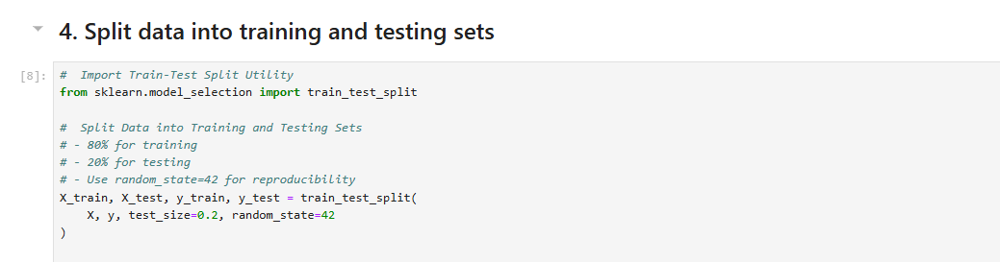 4. Split data into training and testing sets
[8]:
#  Import Train-Test Split Utility
from sklearn.model_selection import train_test_split

#  Split Data into Training and Testing Sets
# - 80% for training
# - 20% for testing
# - Use random_state=42 for reproducibility
X_train, X_test, y_train, y_test = train_test_split(
    X, y, test_size=0.2, random_state=42
)